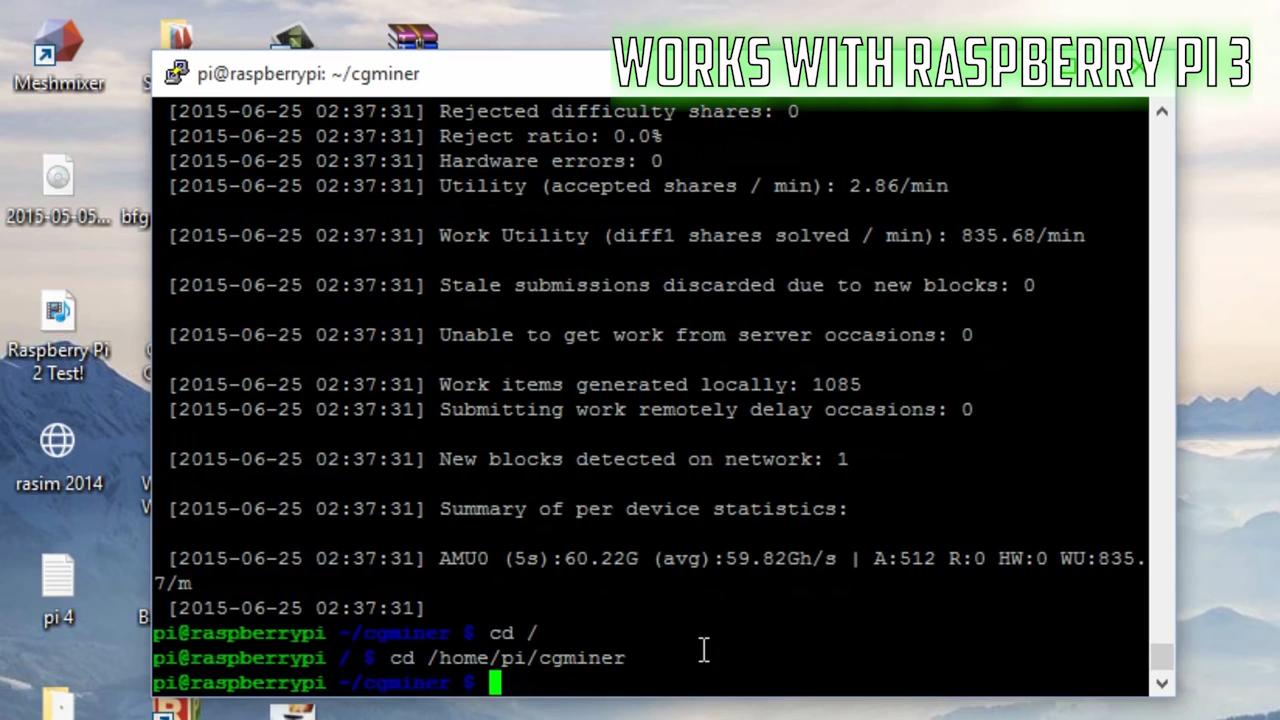 WORKS WITH RASPBERRY PI 3
Meshmixer
pi@raspberrypi: ~/cgminer
[2015-06-25 02:37:31] Rejected difficulty shares: 0
[2015-06-25 02:37:31] Reject ratio: 0.0%
[2015-06-25 02:37:31] Hardware errors: 0
[2015-06-25 02:37:31] Utility (accepted shares / min): 2.86/min
2015-05-05... bfg
[2015-06-25 02:37:31] Work Utility (diff1 shares solved / min): 835.68/min
[2015-06-25 02:37:31] Stale submissions discarded due to new blocks: 0
[2015-06-25 02:37:31] Unable to get work from server occasions: 0
Raspberry Pi
2 Test!
[2015-06-25 02:37:31] Work items generated locally: 1085
[2015-06-25 02:37:31] Submitting work remotely delay occasions: 0
[2015-06-25 02:37:31] New blocks detected on network: 1
rasim 2014
[2015-06-25 02:37:31] Summary of per device statistics:
[2015-06-25 02:37:31] AMU0 (5s):60.22G (avg):59.82Gh/s | A:512 R:0 HW:0 WU:835.
7/m
[2015-06-25 02:37:31]
pi 4
pi@raspberrypi ~/cgminer $ cd /
pi@raspberrypi / $ cd /home/pi/cgminer
pi@raspberrypi ~/cgminer $